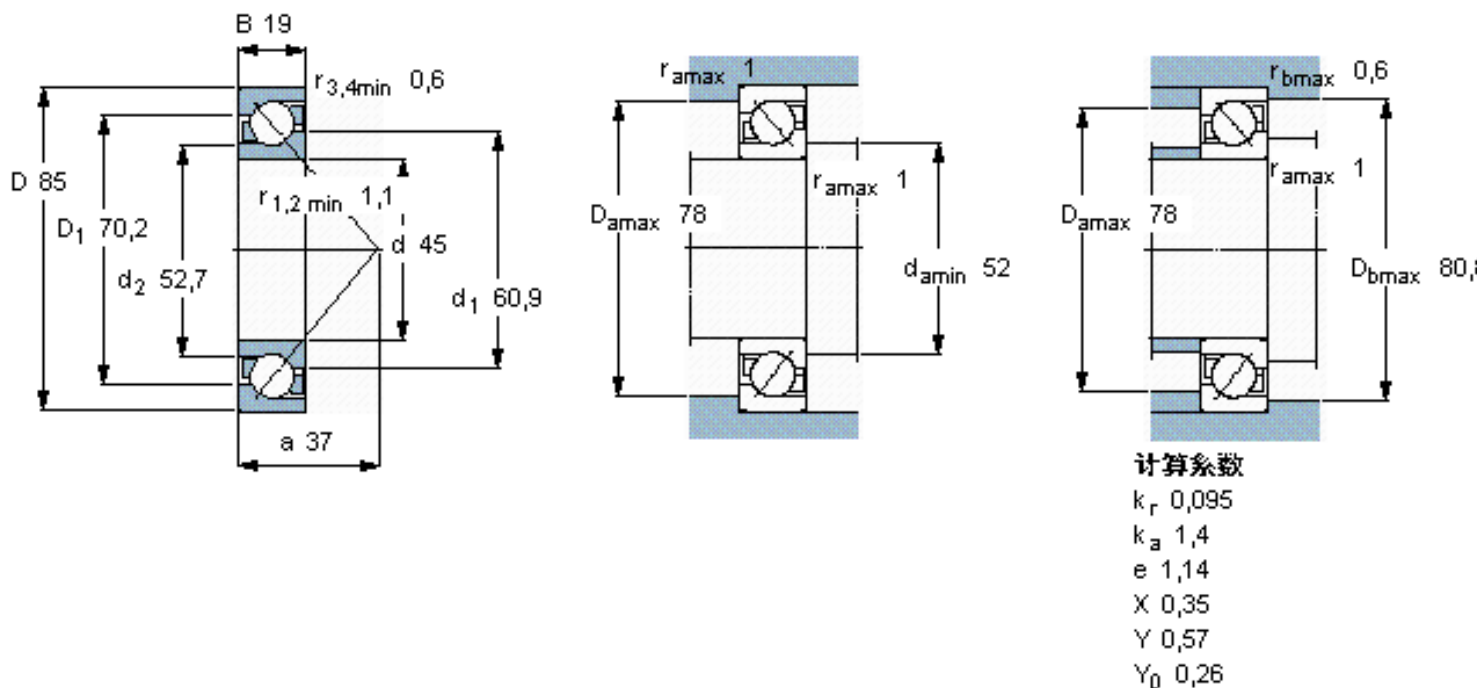 B 19
r3,4min 0,6
D 85
D1 70,2
d2 52,7
r1,2 min 1,1
d 45
d1 60,9
a 37
ramax 1
ramax 1
Damax 78
damin 52
rbmax 0,6
ramax 1
Damax 78
Dbmax 80,8
计算系数
kr 0,095
ka 1,4
e 1,14
X 0,35
Y 0,57
Y0 0,26